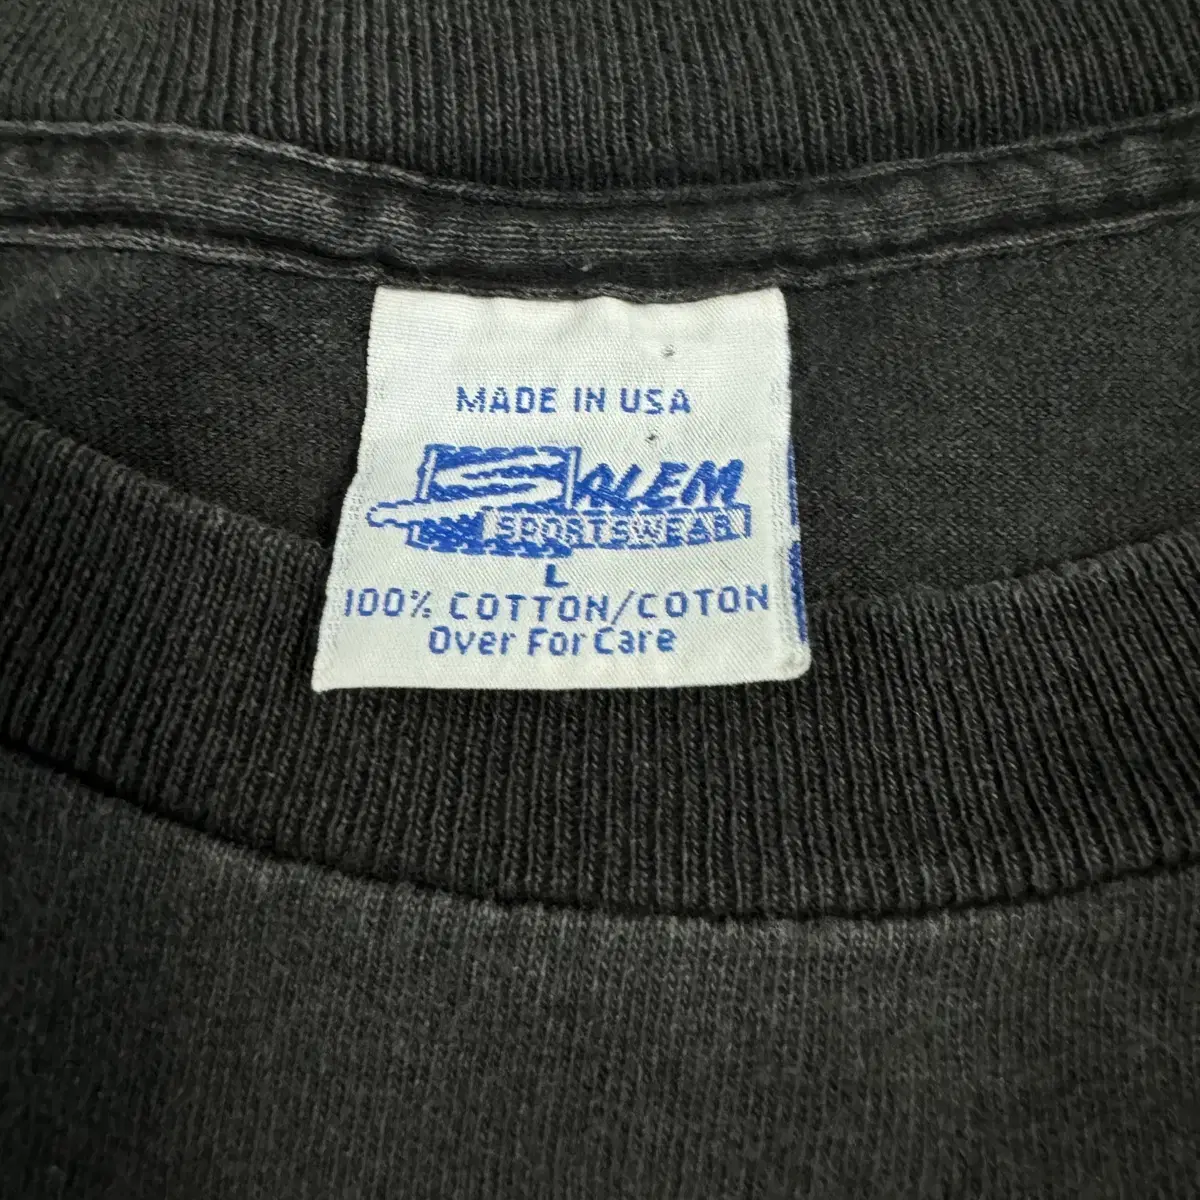 MADE IN USA
SALEM
SPORTSWEAR
L
100% COTTON/COTON
Over For Care